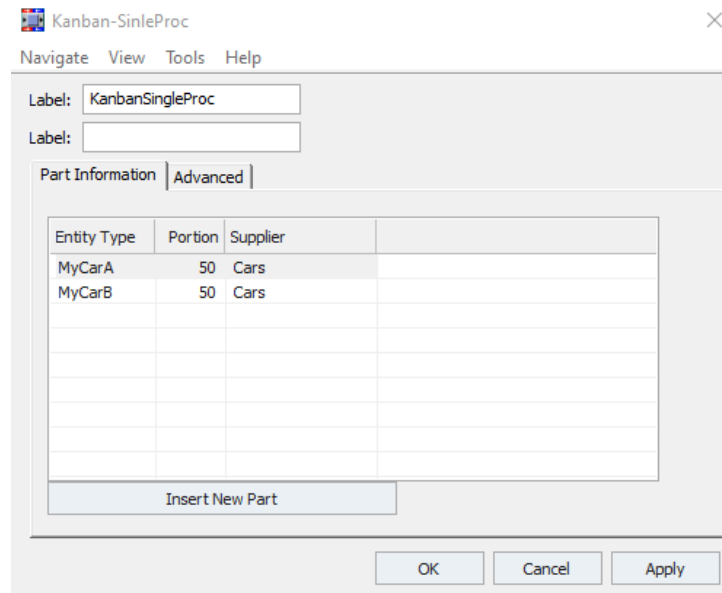 Kanban-SinleProc
Navigate View Tools Help
Label: KanbanSingleProc
Label:
Part Information Advanced
Entity Type Portion Supplier
MyCarA 50 Cars
MyCarB 50 Cars
Insert New Part
OK Cancel Apply